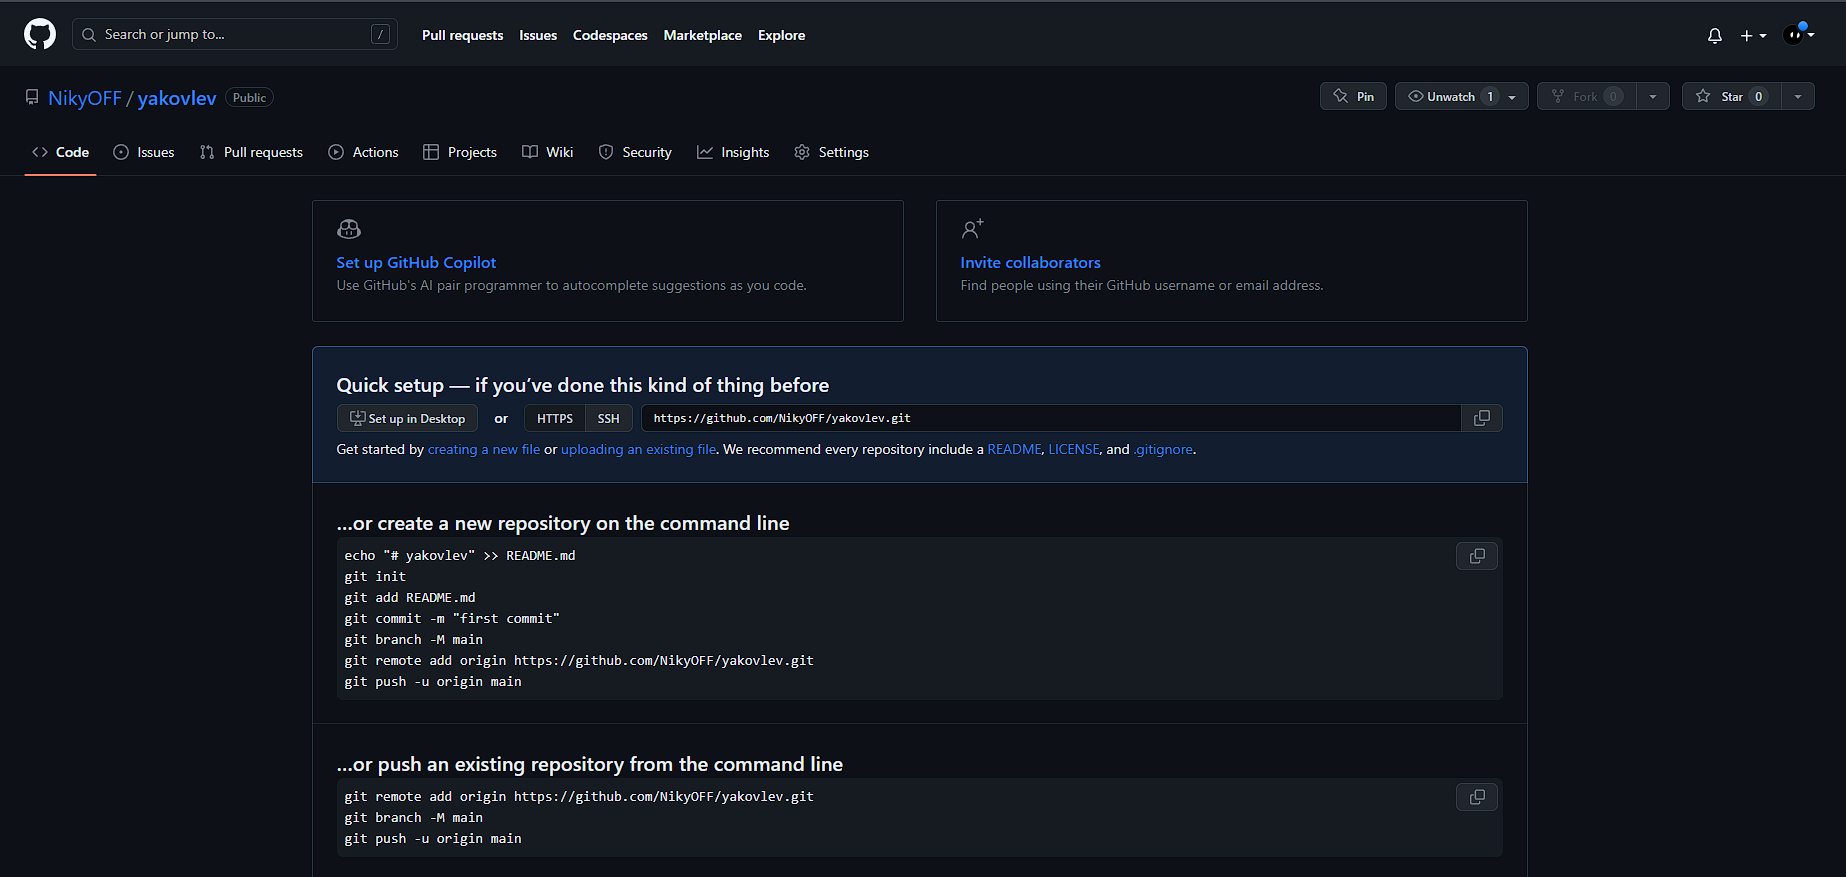 Search or jump to... /
Pull requests Issues Codespaces Marketplace Explore
NikyOFF / yakovlev Public
Pin Unwatch 1 Fork 0 Star 0
Code Issues Pull requests Actions Projects Wiki Security Insights Settings
Set up GitHub Copilot
Use GitHub's AI pair programmer to autocomplete suggestions as you code.
Invite collaborators
Find people using their GitHub username or email address.
Quick setup — if you’ve done this kind of thing before
Set up in Desktop or HTTPS SSH https://github.com/NikyOFF/yakovlev.git
Get started by creating a new file or uploading an existing file. We recommend every repository include a README, LICENSE, and .gitignore.
…or create a new repository on the command line
echo "# yakovlev" >> README.md
git init
git add README.md
git commit -m "first commit"
git branch -M main
git remote add origin https://github.com/NikyOFF/yakovlev.git
git push -u origin main
…or push an existing repository from the command line
git remote add origin https://github.com/NikyOFF/yakovlev.git
git branch -M main
git push -u origin main